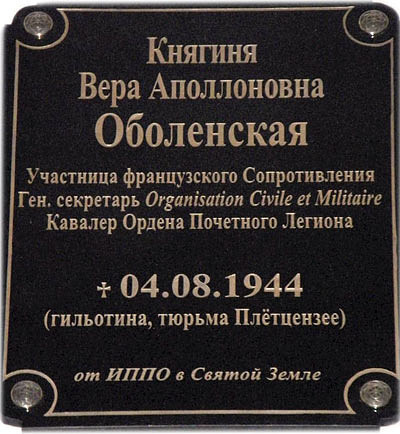 Княгиня
Вера Аполлоновна
Оболенская
Участница французского Сопротивления
Ген. секретарь Organisation Civile et Militaire
Кавалер Ордена Почетного Легиона
✝ 04.08.1944
(гильотина, тюрьма Плётцензее)
от ИППО в Святой Земле